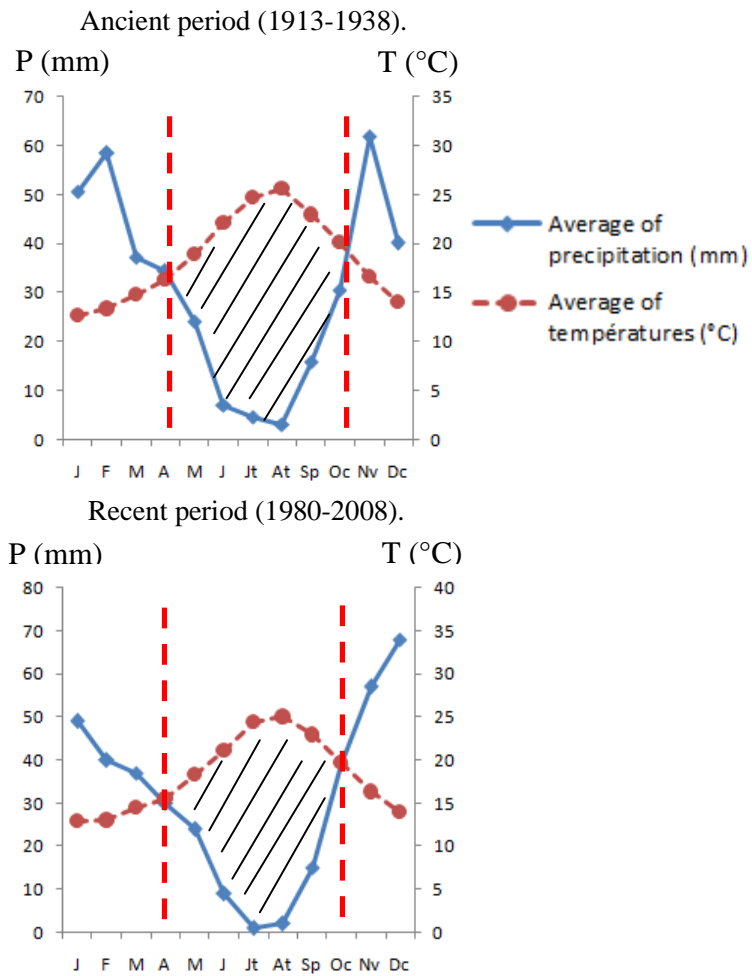 Ancient period (1913-1938).
P (mm) T (°C)
70 35
60 30
50 25
40 20
30 15
20 10
10 5
0 0
J F M A M J Jt At Sp Oc Nv Dc
Average of
precipitation (mm)
Average of
températures (°C)
Recent period (1980-2008).
P (mm) T (°C)
80 40
70 35
60 30
50 25
40 20
30 15
20 10
10 5
0 0
J F M A M J Jt At Sp Oc Nv Dc